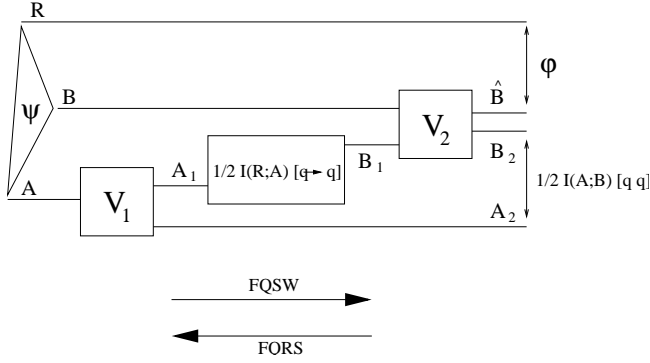 R
φ
B
B̂
ψ
V₂
A₁
1/2 I(R;A) [q→q]
B₁
B₂
A
V₁
1/2 I(A;B) [q q]
A₂
FQSW
FQRS